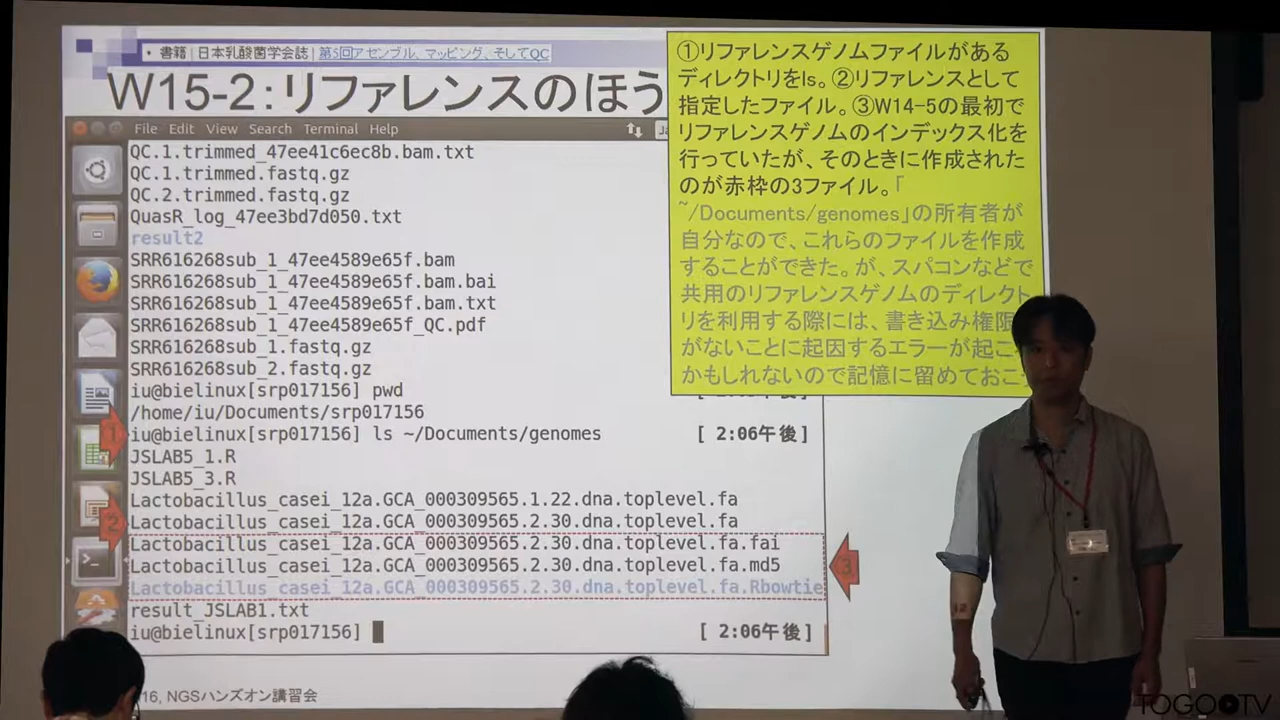 • 書籍 | 日本乳酸菌学会誌 | 第5回アセンブル、マッピング、そしてQC
W15-2：リファレンスのほう
①リファレンスゲノムファイルがある
ディレクトリをls。②リファレンスとして
指定したファイル。③W14-5の最初で
リファレンスゲノムのインデックス化を
行っていたが、そのときに作成された
のが赤枠の3ファイル。「
~/Documents/genomes」の所有者が
自分なので、これらのファイルを作成
することができた。が、スパコンなどで
共用のリファレンスゲノムのディレクト
リを利用する際には、書き込み権限
がないことに起因するエラーが起こ
かもしれないので記憶に留めておこ
File Edit View Search Terminal Help
QC.1.trimmed_47ee41c6ec8b.bam.txt
QC.1.trimmed.fastq.gz
QC.2.trimmed.fastq.gz
QuasR_log_47ee3bd7d050.txt
result2
SRR616268sub_1_47ee4589e65f.bam
SRR616268sub_1_47ee4589e65f.bam.bai
SRR616268sub_1_47ee4589e65f.bam.txt
SRR616268sub_1_47ee4589e65f_QC.pdf
SRR616268sub_1.fastq.gz
SRR616268sub_2.fastq.gz
iu@bielinux[srp017156] pwd
/home/iu/Documents/srp017156
① iu@bielinux[srp017156] ls ~/Documents/genomes [ 2:06午後]
JSLAB5_1.R
JSLAB5_3.R
Lactobacillus_casei_12a.GCA_000309565.1.22.dna.toplevel.fa
② Lactobacillus_casei_12a.GCA_000309565.2.30.dna.toplevel.fa
Lactobacillus_casei_12a.GCA_000309565.2.30.dna.toplevel.fa.fai
Lactobacillus_casei_12a.GCA_000309565.2.30.dna.toplevel.fa.md5
③
Lactobacillus_casei_12a.GCA_000309565.2.30.dna.toplevel.fa.Rbowtie
result_JSLAB1.txt
iu@bielinux[srp017156] [ 2:06午後]
16, NGSハンズオン講習会
TOGOTV